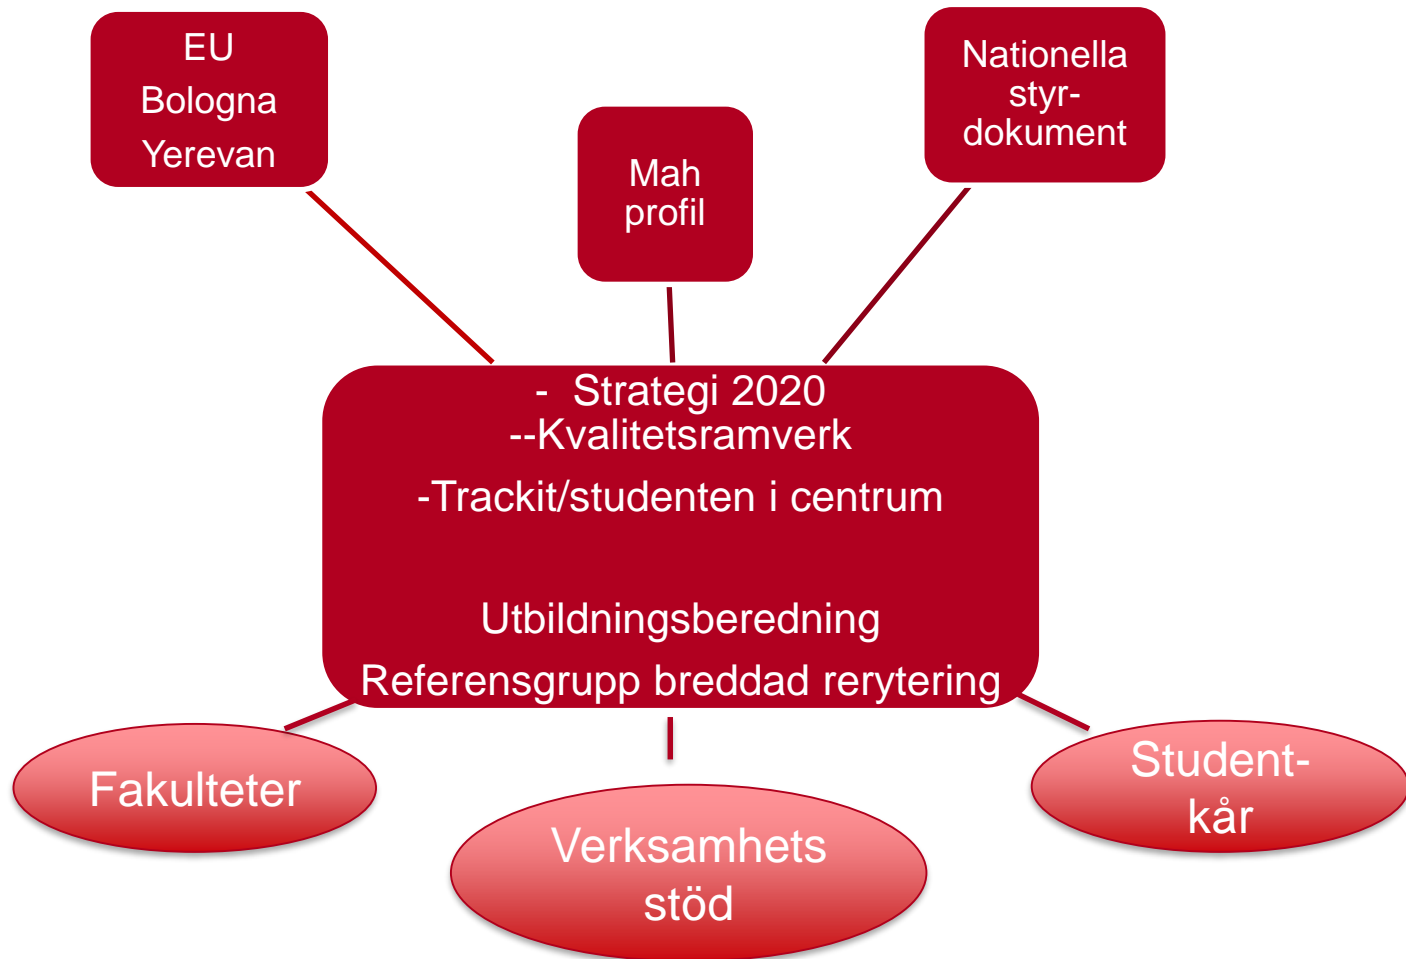 EU
Bologna
Yerevan
Mah
profil
Nationella
styr-
dokument
- Strategi 2020
--Kvalitetsramverk
-Trackit/studenten i centrum
Utbildningsberedning
Referensgrupp breddad rerytering
Fakulteter
Verksamhets
stöd
Student-
kår